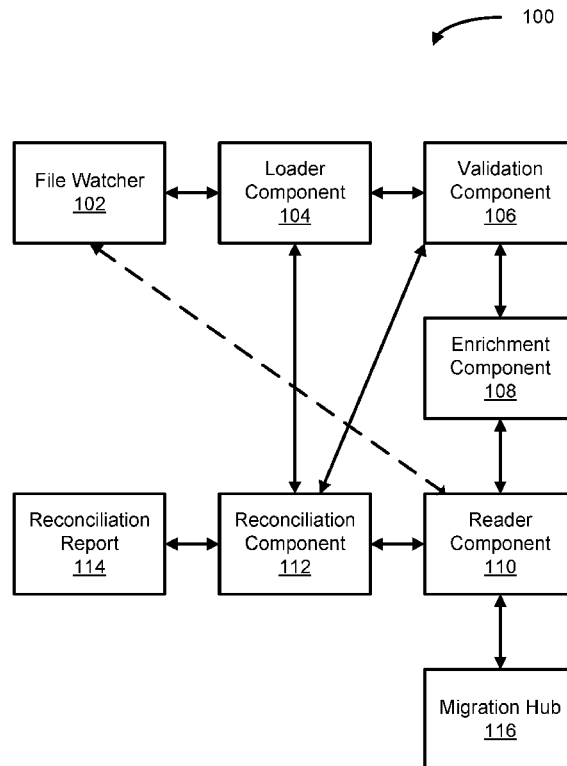 100
File Watcher
102
Loader
Component
104
Validation
Component
106
Enrichment
Component
108
Reconciliation
Report
114
Reconciliation
Component
112
Reader
Component
110
Migration Hub
116